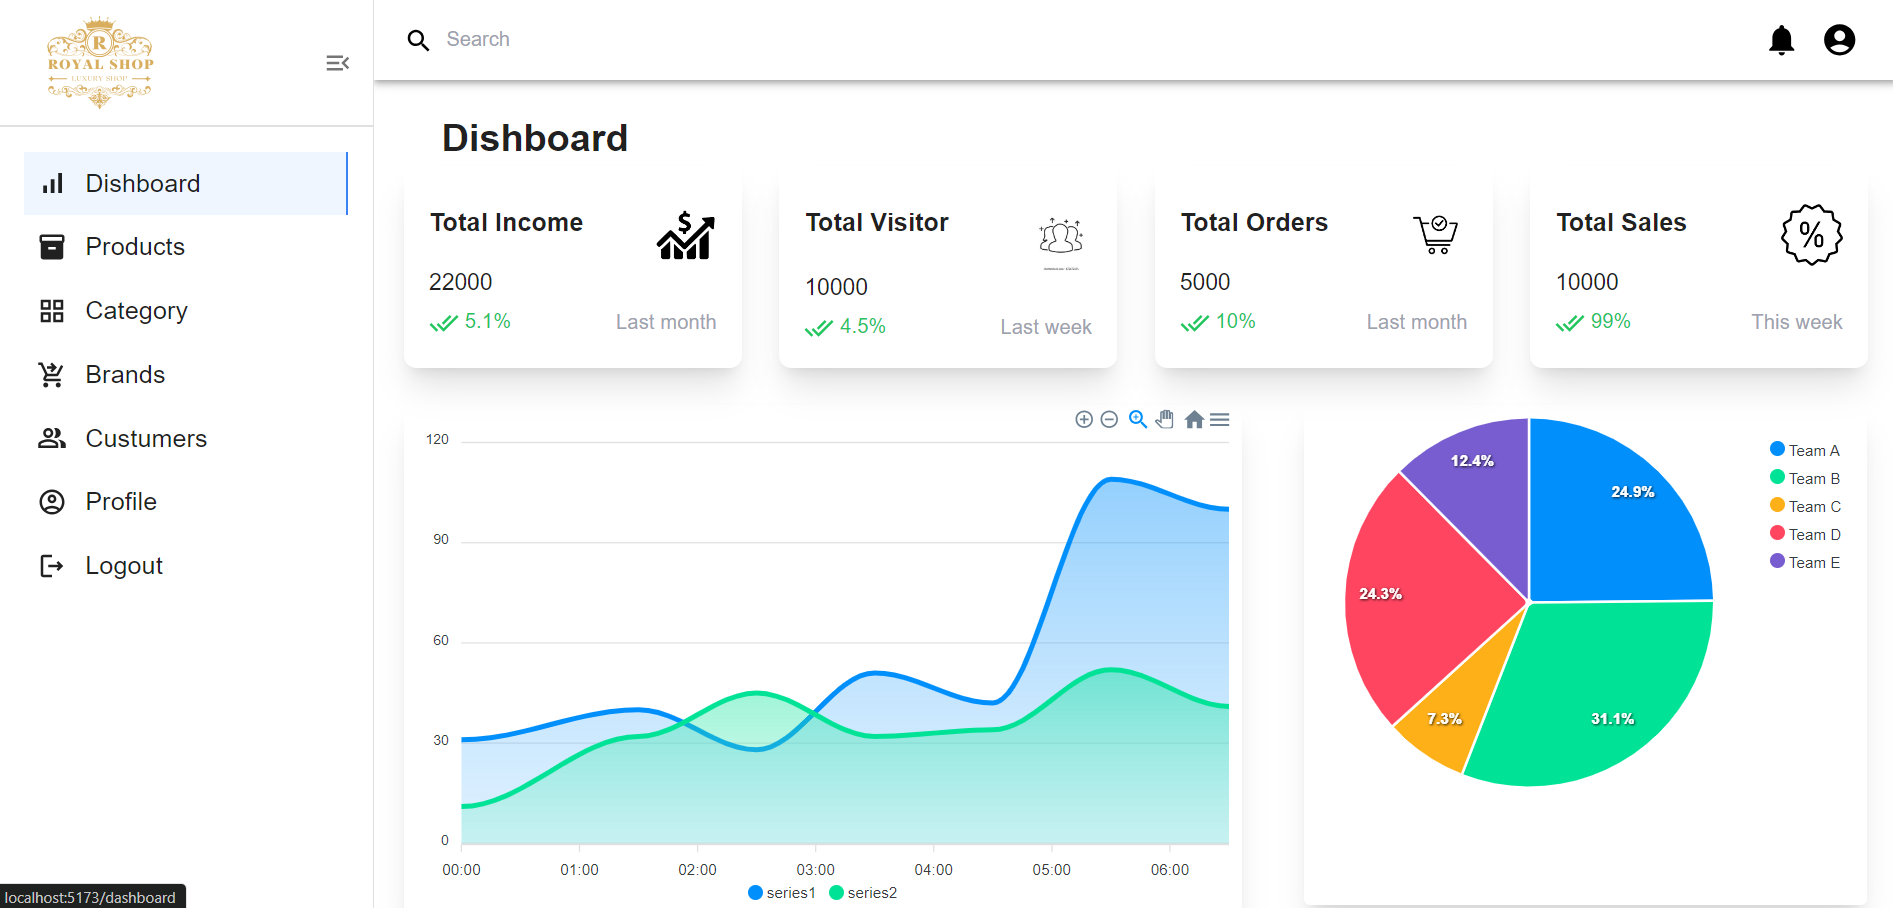 R
ROYAL SHOP
LUXURY SHOP
Search
Dishboard
Products
Category
Brands
Custumers
Profile
Logout
Dishboard
Total Income
$
22000
5.1%
Last month
Total Visitor
10000
4.5%
Last week
Total Orders
5000
10%
Last month
Total Sales
%
10000
99%
This week
120
90
60
30
0
00:00
01:00
02:00
03:00
04:00
05:00
06:00
series1
series2
12.4%
24.9%
24.3%
7.3%
31.1%
Team A
Team B
Team C
Team D
Team E
localhost:5173/dashboard